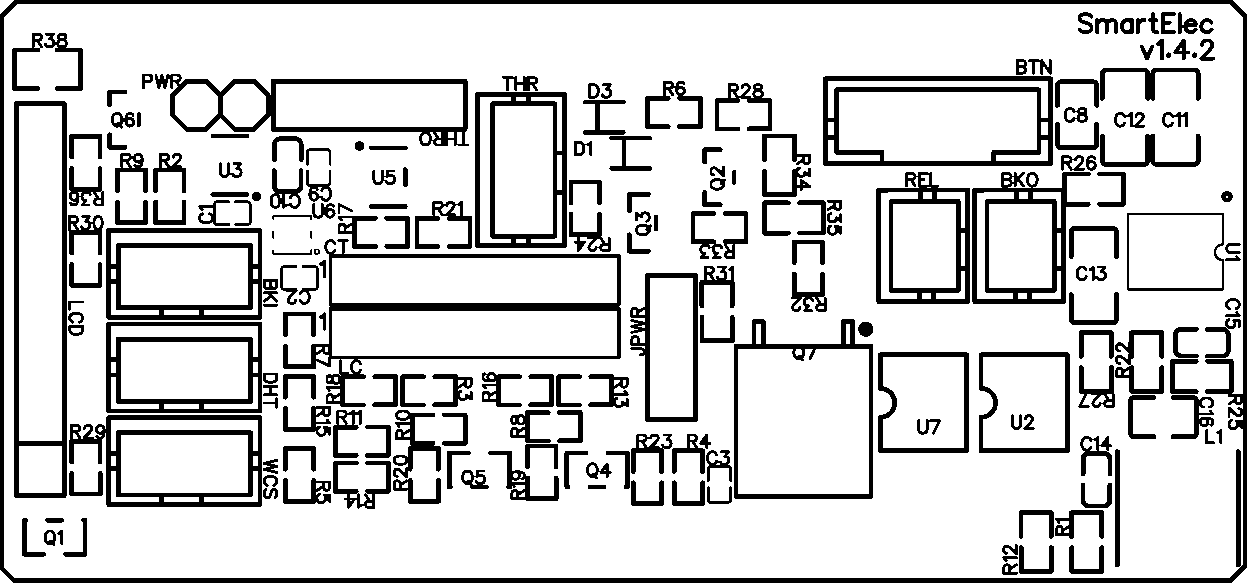 SmartElec
v1.4.2
R38
PWR
THRO
THR
D3
R6
R28
BTN
C8
C12
C11
Q6
U3
U5
D1
R9
R2
R36
C10
C9
Q2
R34
R26
REL
BKO
C1
U6
R17
R21
R24
Q3
R33
R35
R30
CT
1
C2
BKI
R31
R32
C13
U1
LCD
1
R7
LC
JPWR
Q7
C15
R22
DHT
R18
R3
R16
R13
R27
C16
R25
R15
R11
R10
R8
U7
U2
L1
R29
WCS
R20
Q5
R19
Q4
R23
R4
C3
C14
R5
R14
Q1
R12
R1